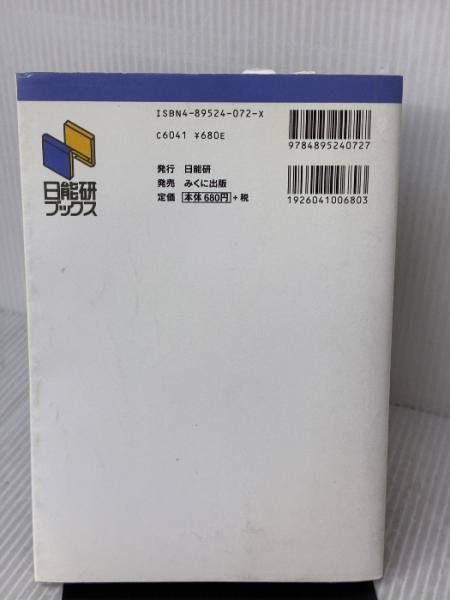 ISBN4-89524-072-X
C6041 ¥680E
9784895240727
発行 日能研
発売 みくに出版
定価 本体680円+税
1926041006803
日能研
ブックス